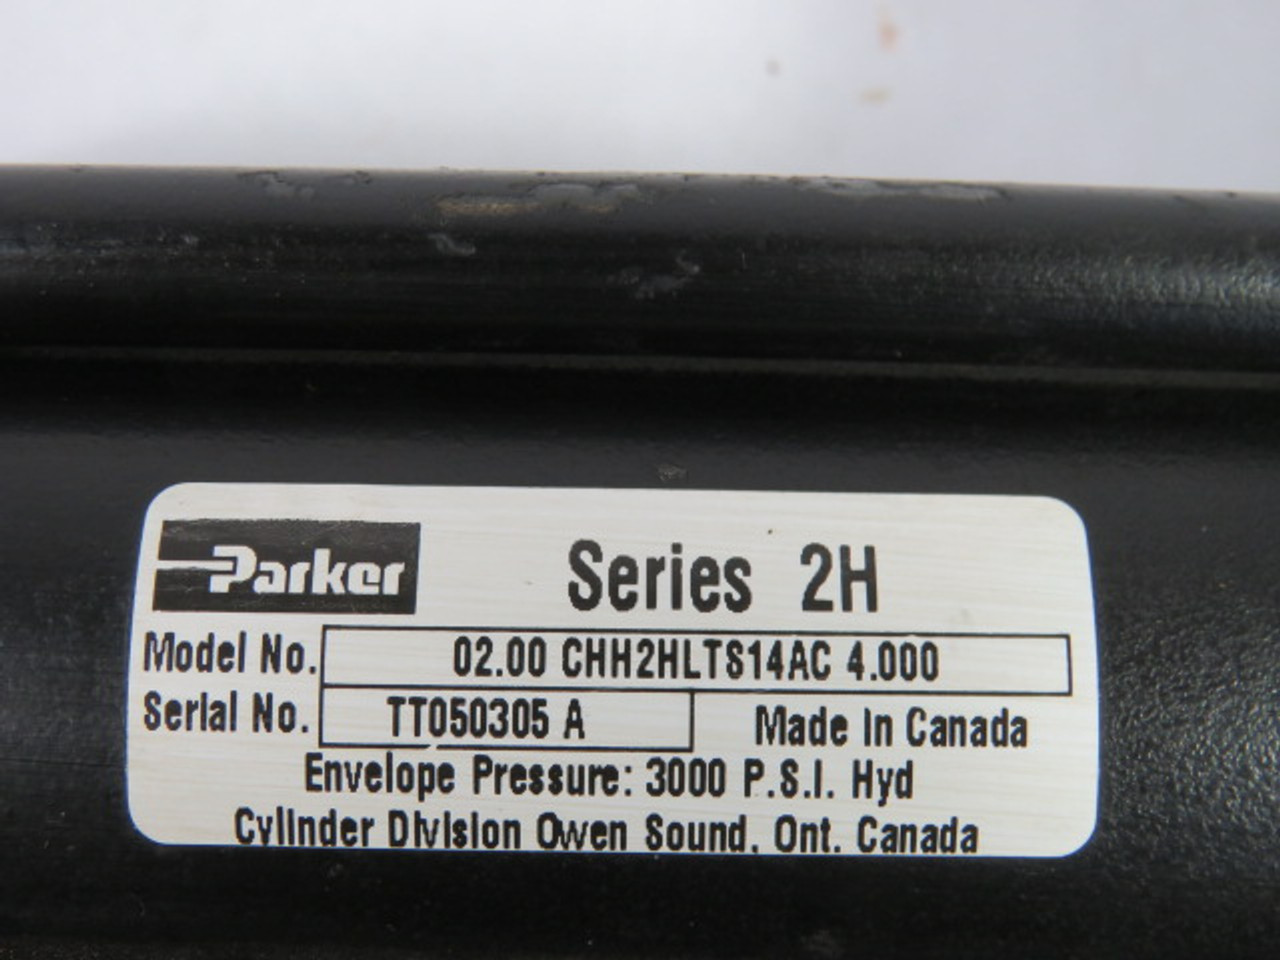 Parker
Series 2H
Model No. 02.00 CHH2HLTS14AC 4.000
Serial No. TT050305 A Made In Canada
Envelope Pressure: 3000 P.S.I. Hyd
Cylinder Division Owen Sound, Ont. Canada